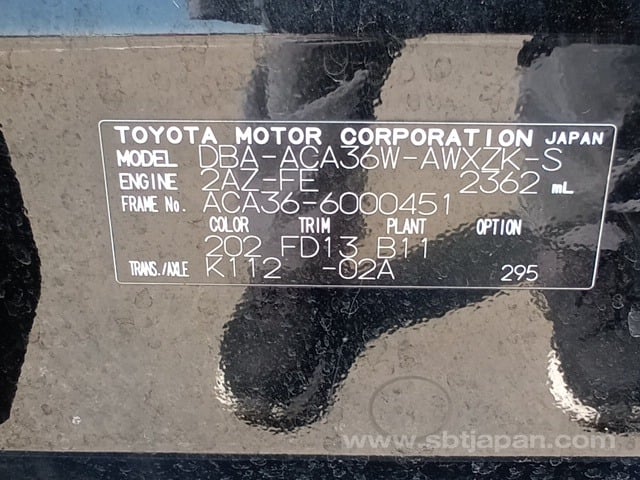 TOYOTA MOTOR CORPORATION JAPAN
MODEL DBA-ACA36W-AWXZK-S
ENGINE 2AZ-FE 2362 mL
FRAME No. ACA36-6000451
COLOR TRIM PLANT OPTION
202 FD13 B11
TRANS./AXLE K112 -02A 295
www.sbtjapan.com